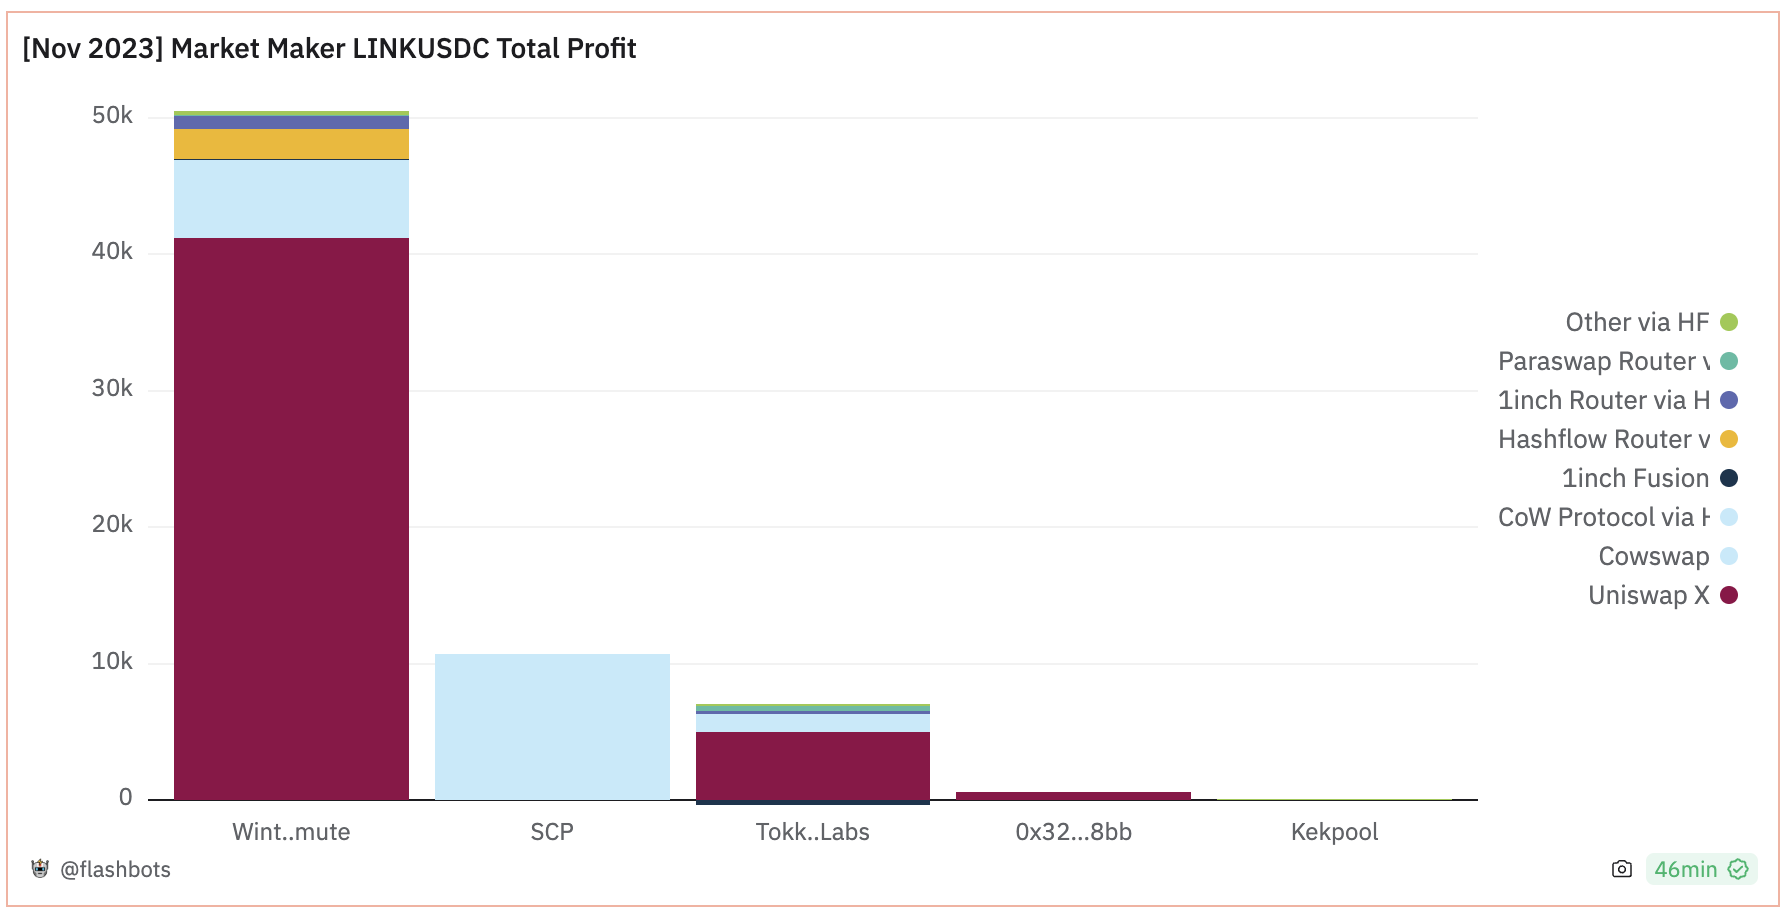 [Nov 2023] Market Maker LINKUSDC Total Profit
50k
40k
30k
20k
10k
0
Wint..mute
SCP
Tokk..Labs
0x32...8bb
Kekpool
Other via HF
Paraswap Router v
1inch Router via H
Hashflow Router v
1inch Fusion
CoW Protocol via H
Cowswap
Uniswap X
@flashbots
46min